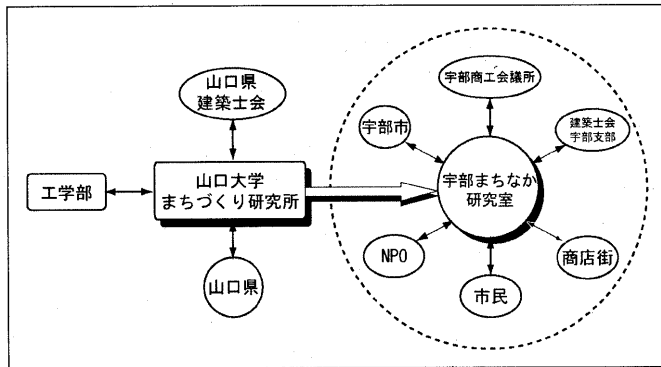 山口県
建築士会
工学部
山口大学
まちづくり研究所
山口県
宇部商工会議所
宇部市
建築士会
宇部支部
宇部まちなか
研究室
NPO
商店街
市民